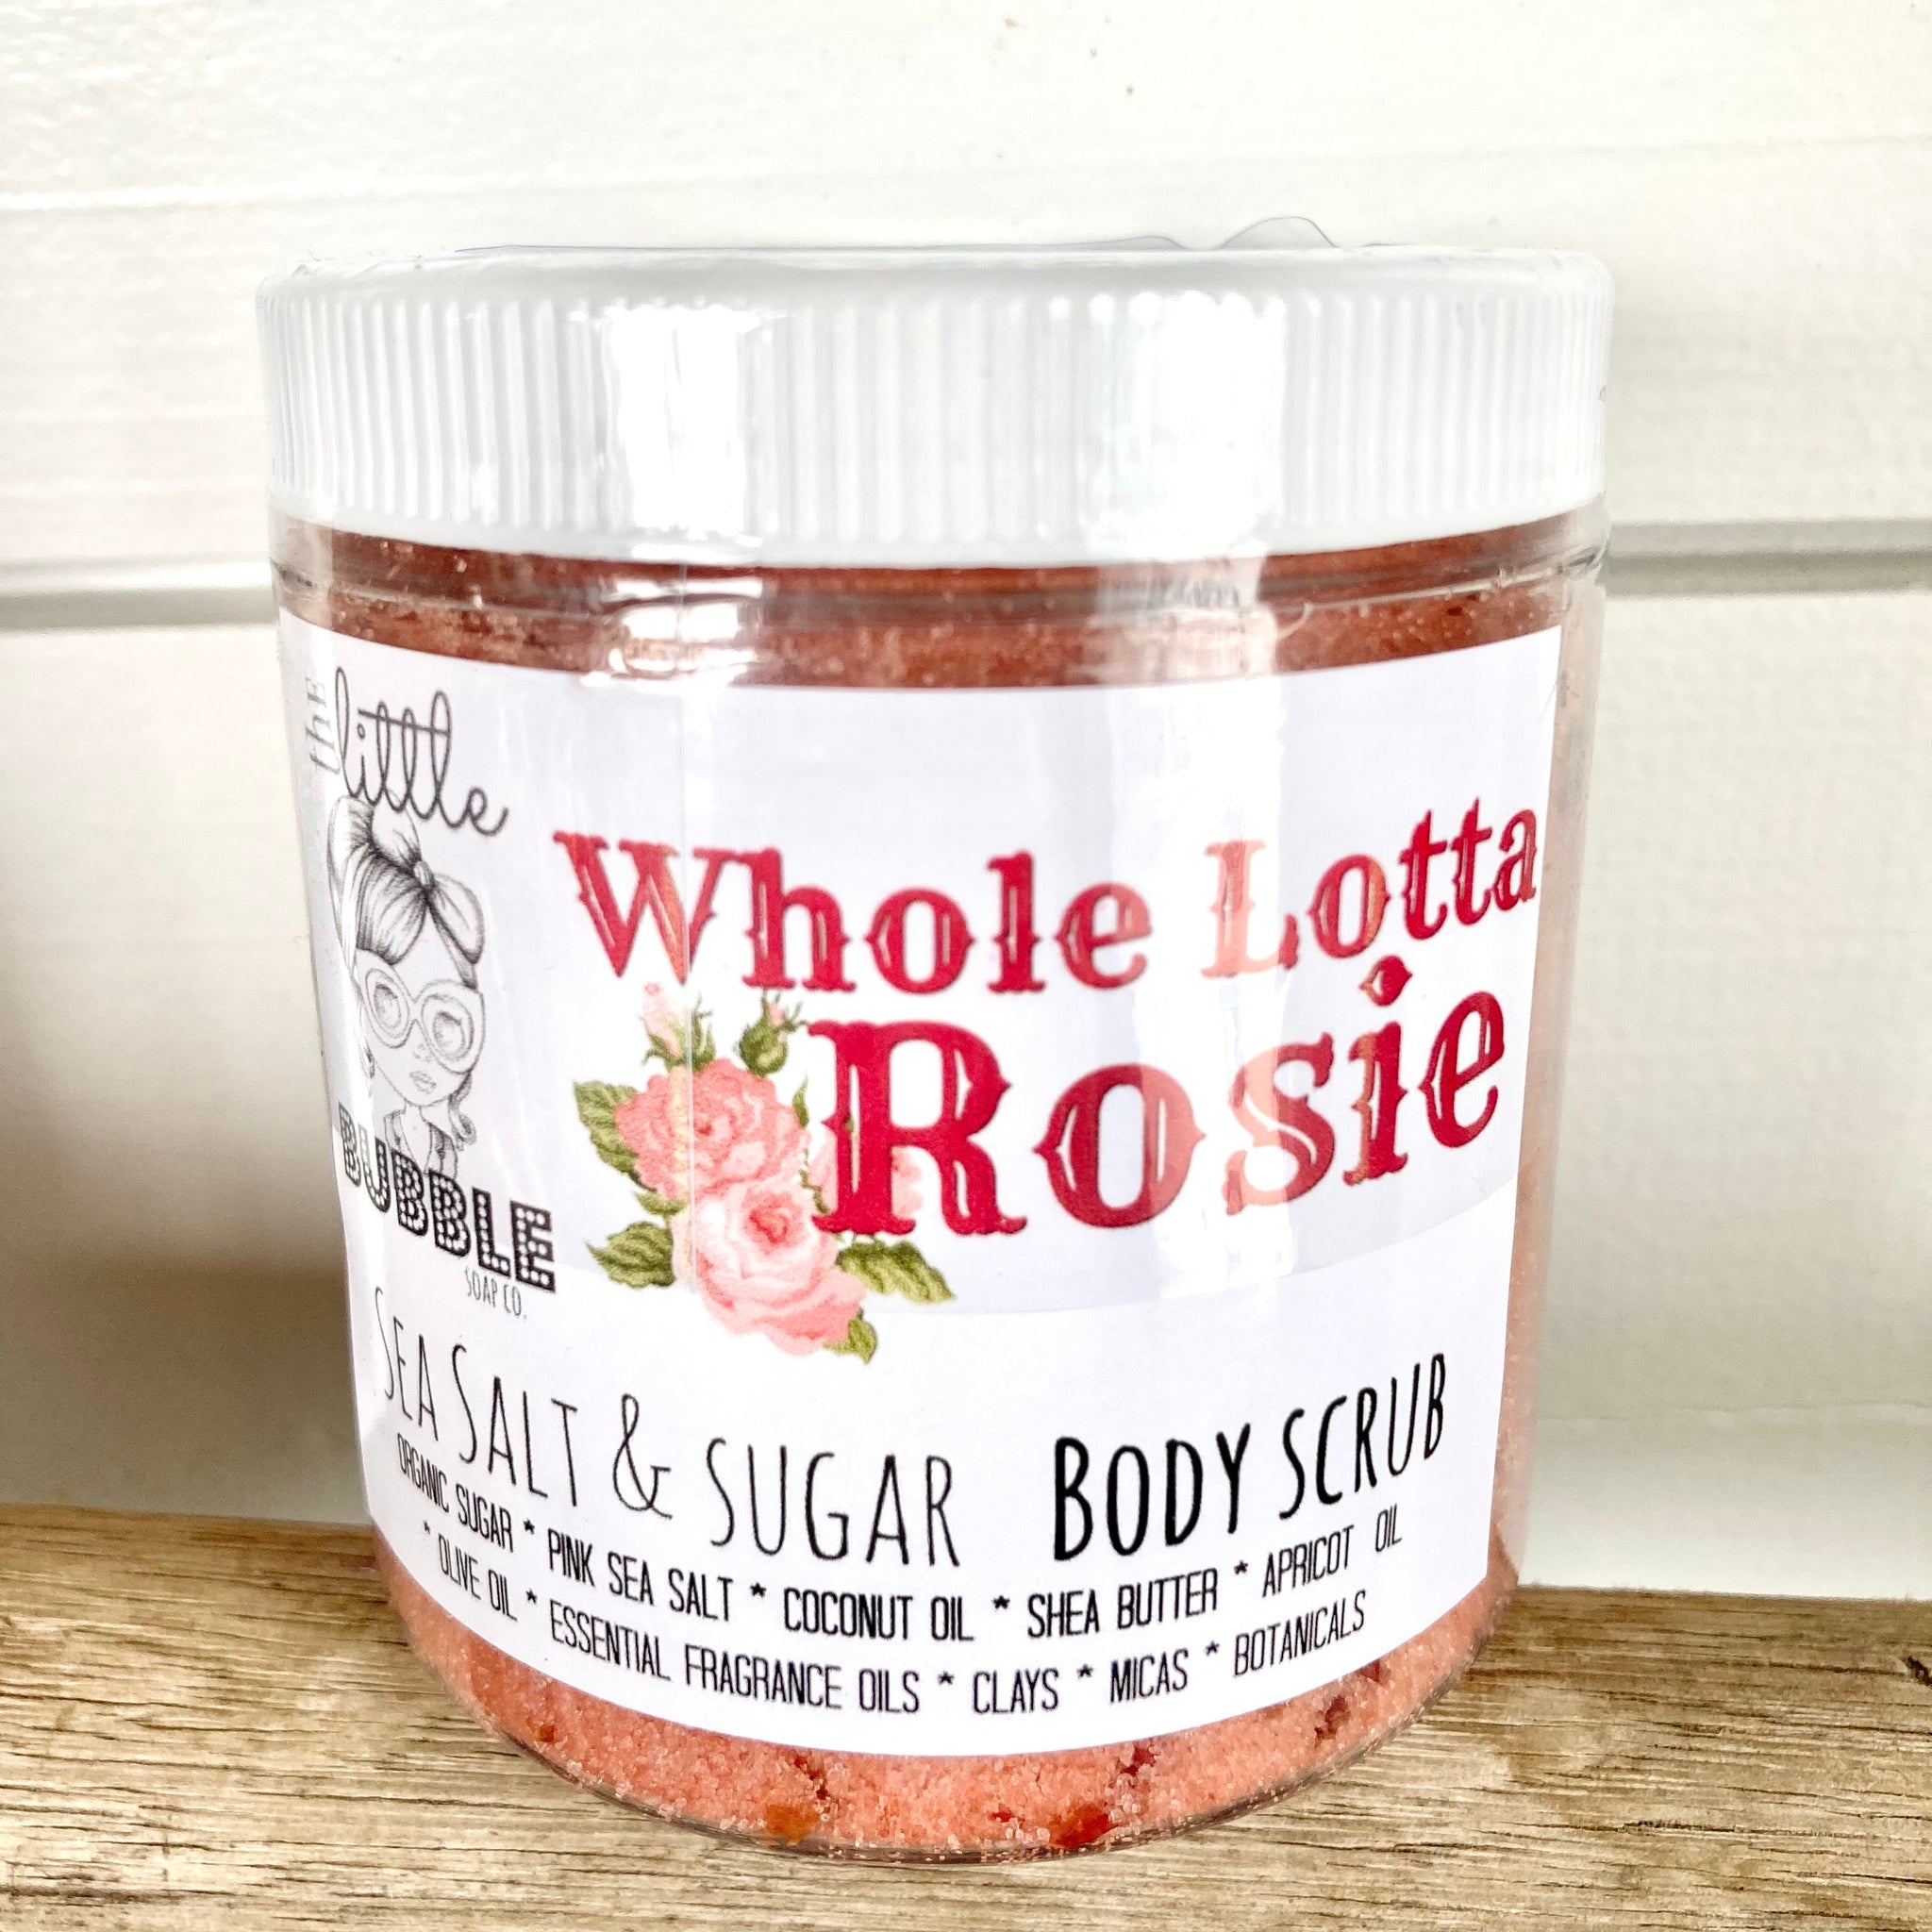 the
little
BUBBLE
SOAP CO.
Whole Lotta
Rosie
SEA SALT & SUGAR BODY SCRUB
ORGANIC SUGAR * PINK SEA SALT * COCONUT OIL * SHEA BUTTER * APRICOT OIL
* OLIVE OIL * ESSENTIAL FRAGRANCE OILS * CLAYS * MICAS * BOTANICALS